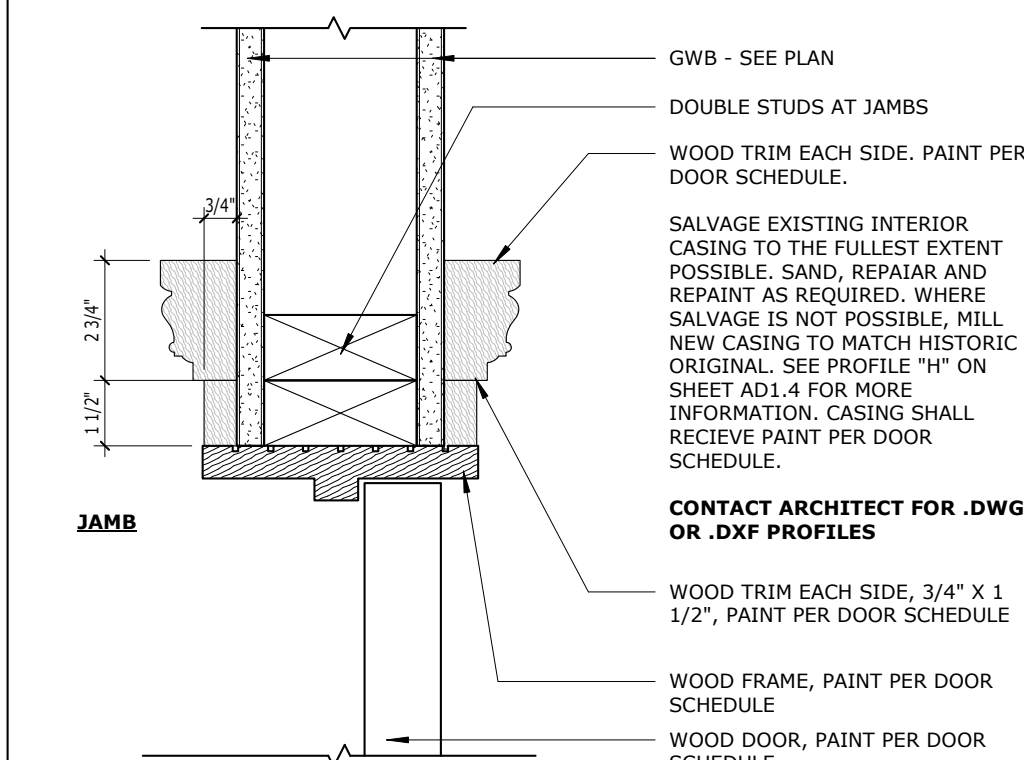 GWB - SEE PLAN
DOUBLE STUDS AT JAMBS
WOOD TRIM EACH SIDE. PAINT PER
DOOR SCHEDULE.
SALVAGE EXISTING INTERIOR
CASING TO THE FULLEST EXTENT
POSSIBLE. SAND, REPAIAR AND
REPAINT AS REQUIRED. WHERE
SALVAGE IS NOT POSSIBLE, MILL
NEW CASING TO MATCH HISTORIC
ORIGINAL. SEE PROFILE "H" ON
SHEET AD1.4 FOR MORE
INFORMATION. CASING SHALL
RECIEVE PAINT PER DOOR
SCHEDULE.
CONTACT ARCHITECT FOR .DWG
OR .DXF PROFILES
WOOD TRIM EACH SIDE, 3/4" X 1
1/2", PAINT PER DOOR SCHEDULE
WOOD FRAME, PAINT PER DOOR
SCHEDULE
WOOD DOOR, PAINT PER DOOR
SCHEDULE
3/4"
2 3/4"
1 1/2"
JAMB